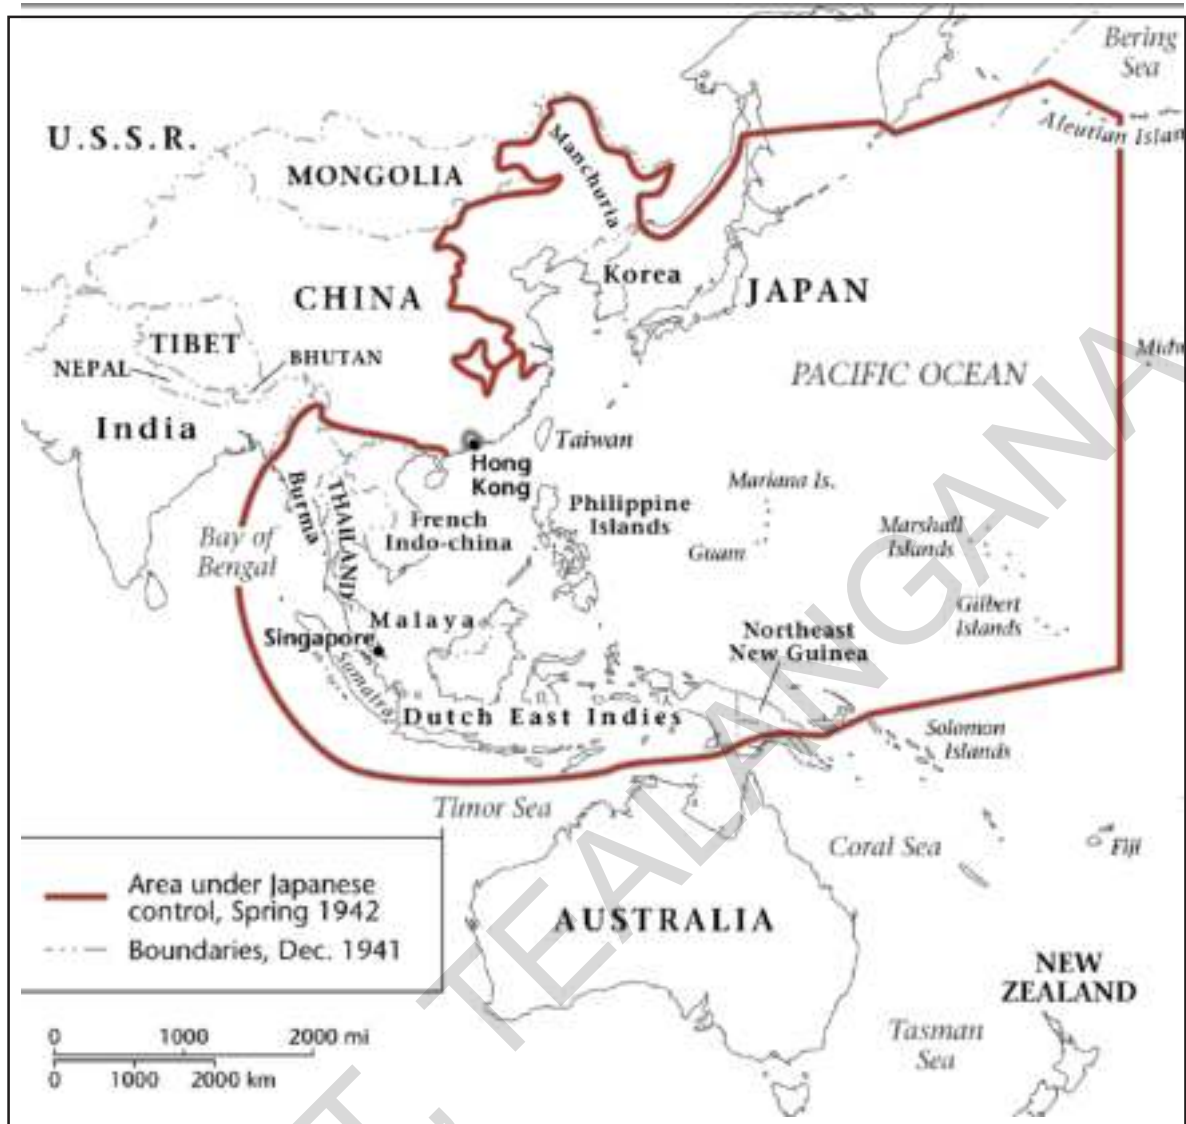 Bering
Sea
Aleutian Islan
U.S.S.R.
MONGOLIA
Manchuria
Korea
JAPAN
CHINA
TIBET
NEPAL
BHUTAN
India
PACIFIC OCEAN
Midw
Taiwan
Hong
Kong
Burma
THAILAND
French
Indo-china
Philippine
Islands
Mariana Is.
Guam
Marshall
Islands
Gilbert
Islands
Bay of
Bengal
Malaya
Singapore
Sumatra
Northeast
New Guinea
Dutch East Indies
Solomon
Islands
Timor Sea
Coral Sea
Fiji
AUSTRALIA
NEW
ZEALAND
Tasman
Sea
Area under Japanese
control, Spring 1942
Boundaries, Dec. 1941
0 1000 2000 mi
0 1000 2000 km
T, TEALANGANA